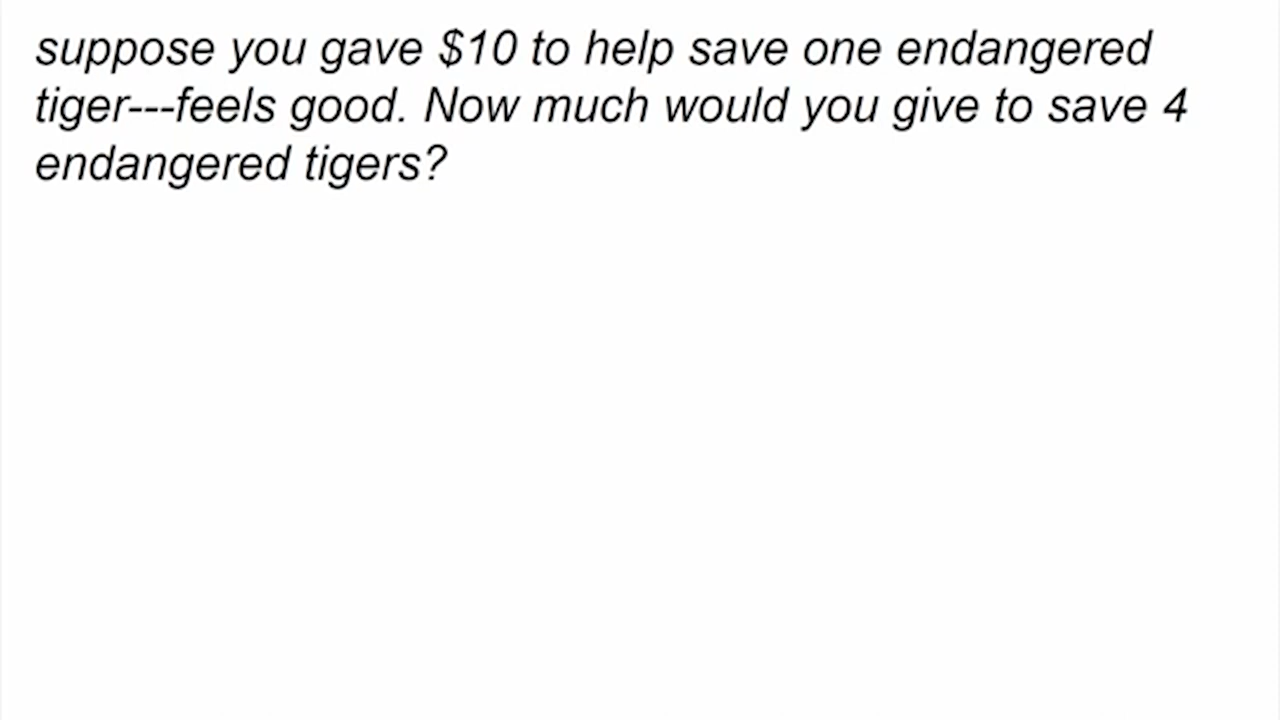 suppose you gave $10 to help save one endangered
tiger---feels good. Now much would you give to save 4
endangered tigers?